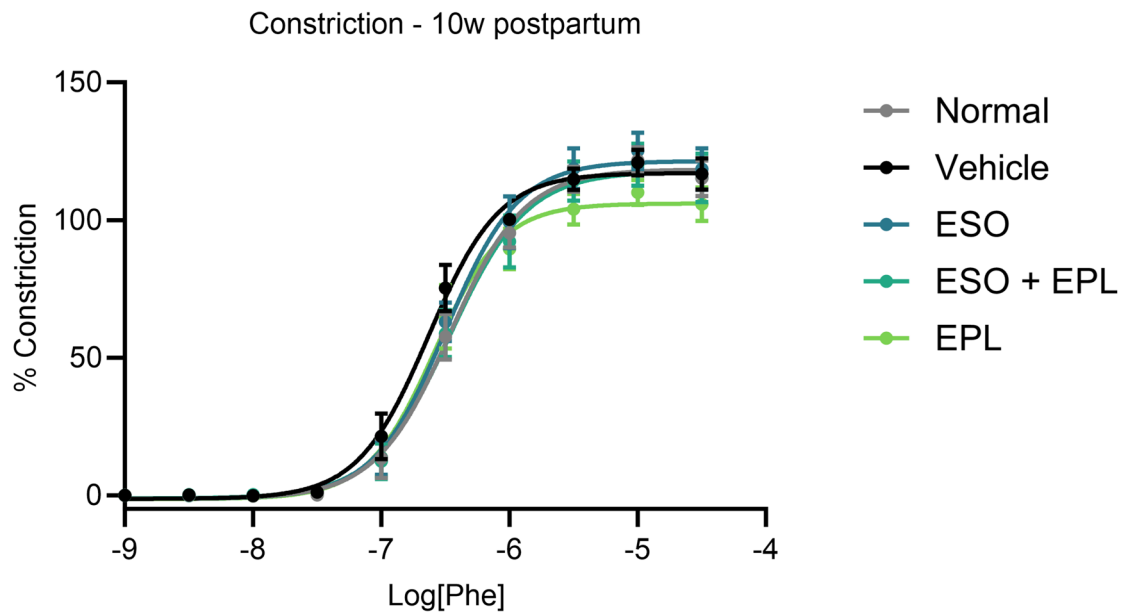 Constriction - 10w postpartum
150
100
50
0
% Constriction
-9
-8
-7
-6
-5
-4
Log[Phe]
Normal
Vehicle
ESO
ESO + EPL
EPL